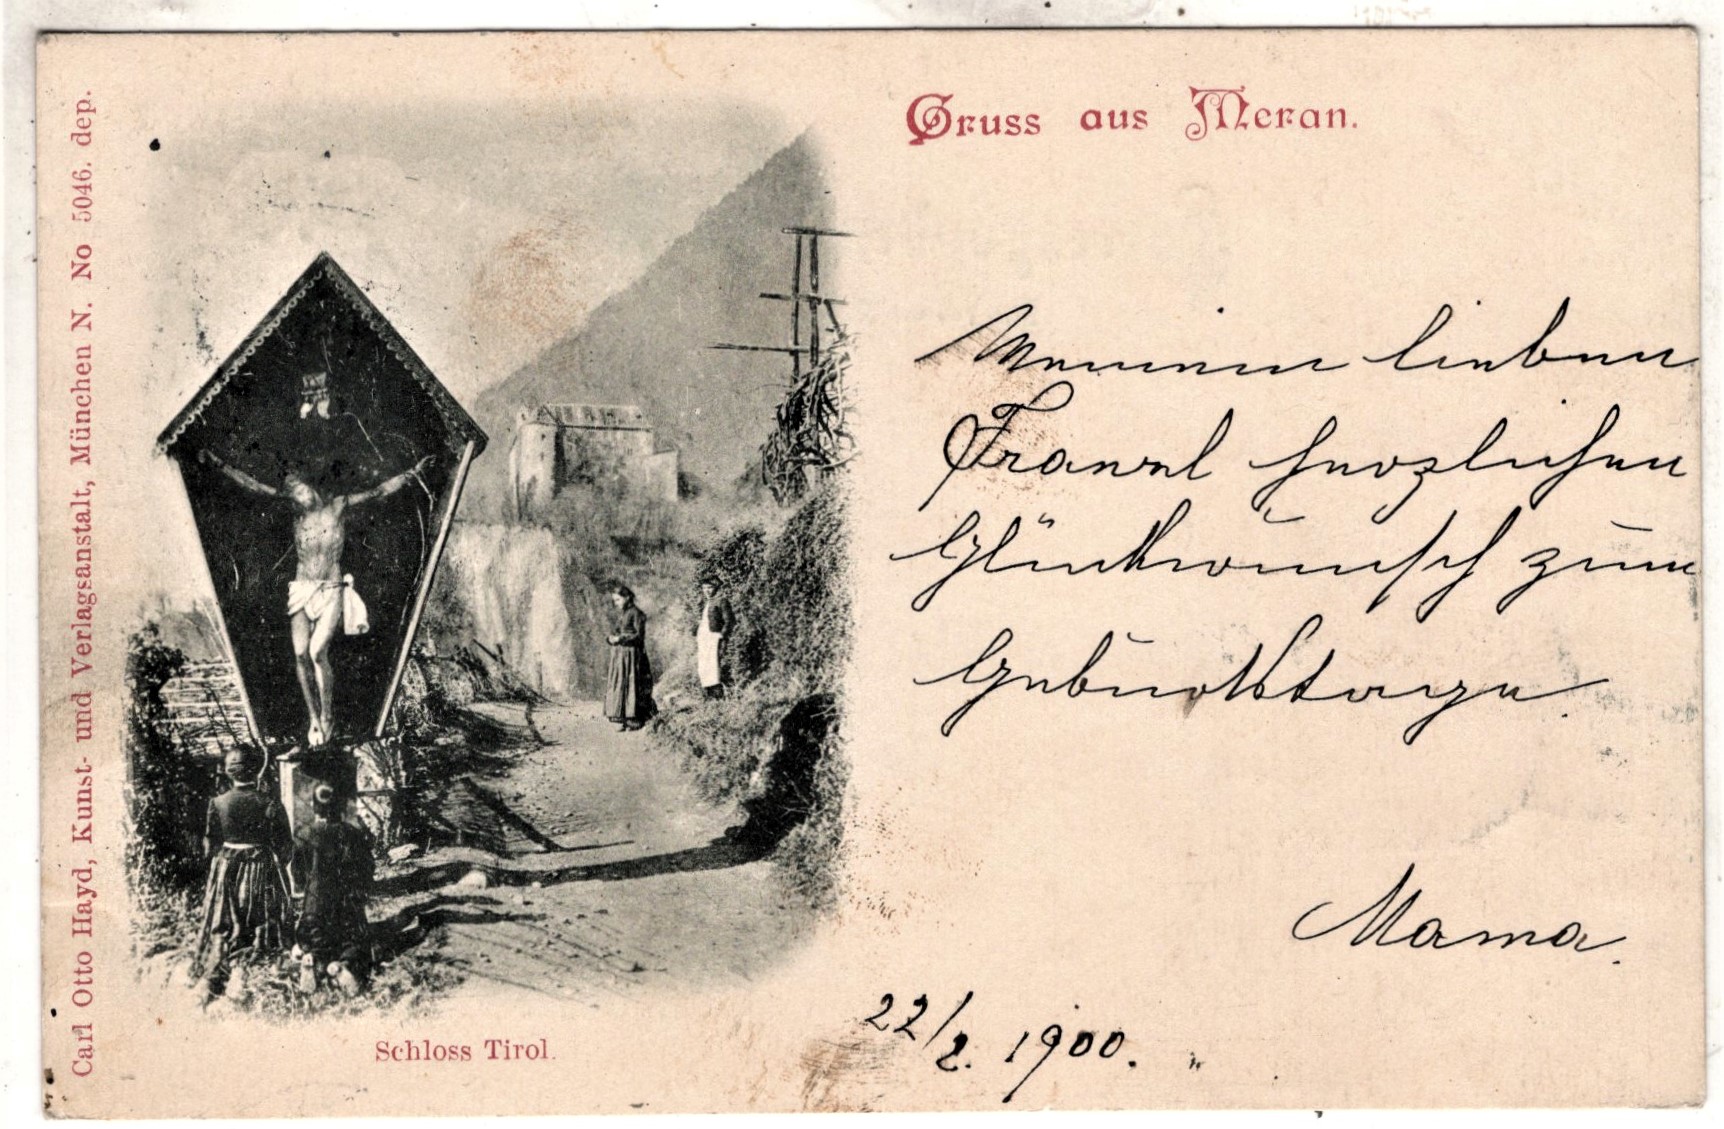 Gruss aus Meran.
Meinem lieben
Franzl herzlichen
Glückwunsch zum
Geburtstage.
Mama.
22/2. 1900.
Schloss Tirol.
Carl Otto Hayd, Kunst- und Verlagsanstalt, München N. No 5046. dep.